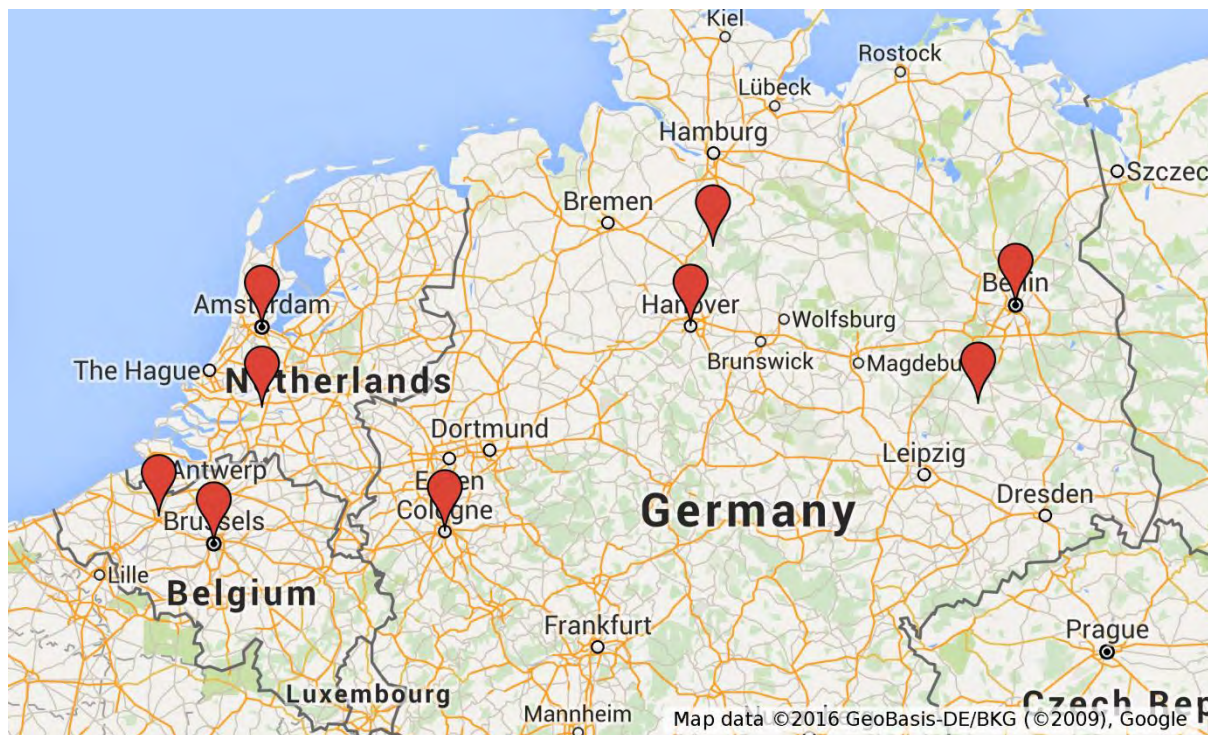 Kiel
Rostock
Lübeck
Hamburg
Szczec
Bremen
Amsterdam
Hanover
Berlin
Wolfsburg
The Hague
Netherlands
Brunswick
Magdebu
Dortmund
Antwerp
Essen
Leipzig
Cologne
Dresden
Brussels
Germany
Lille
Belgium
Frankfurt
Prague
Luxembourg
Czech Rep
Mannheim
Map data ©2016 GeoBasis-DE/BKG (©2009), Google